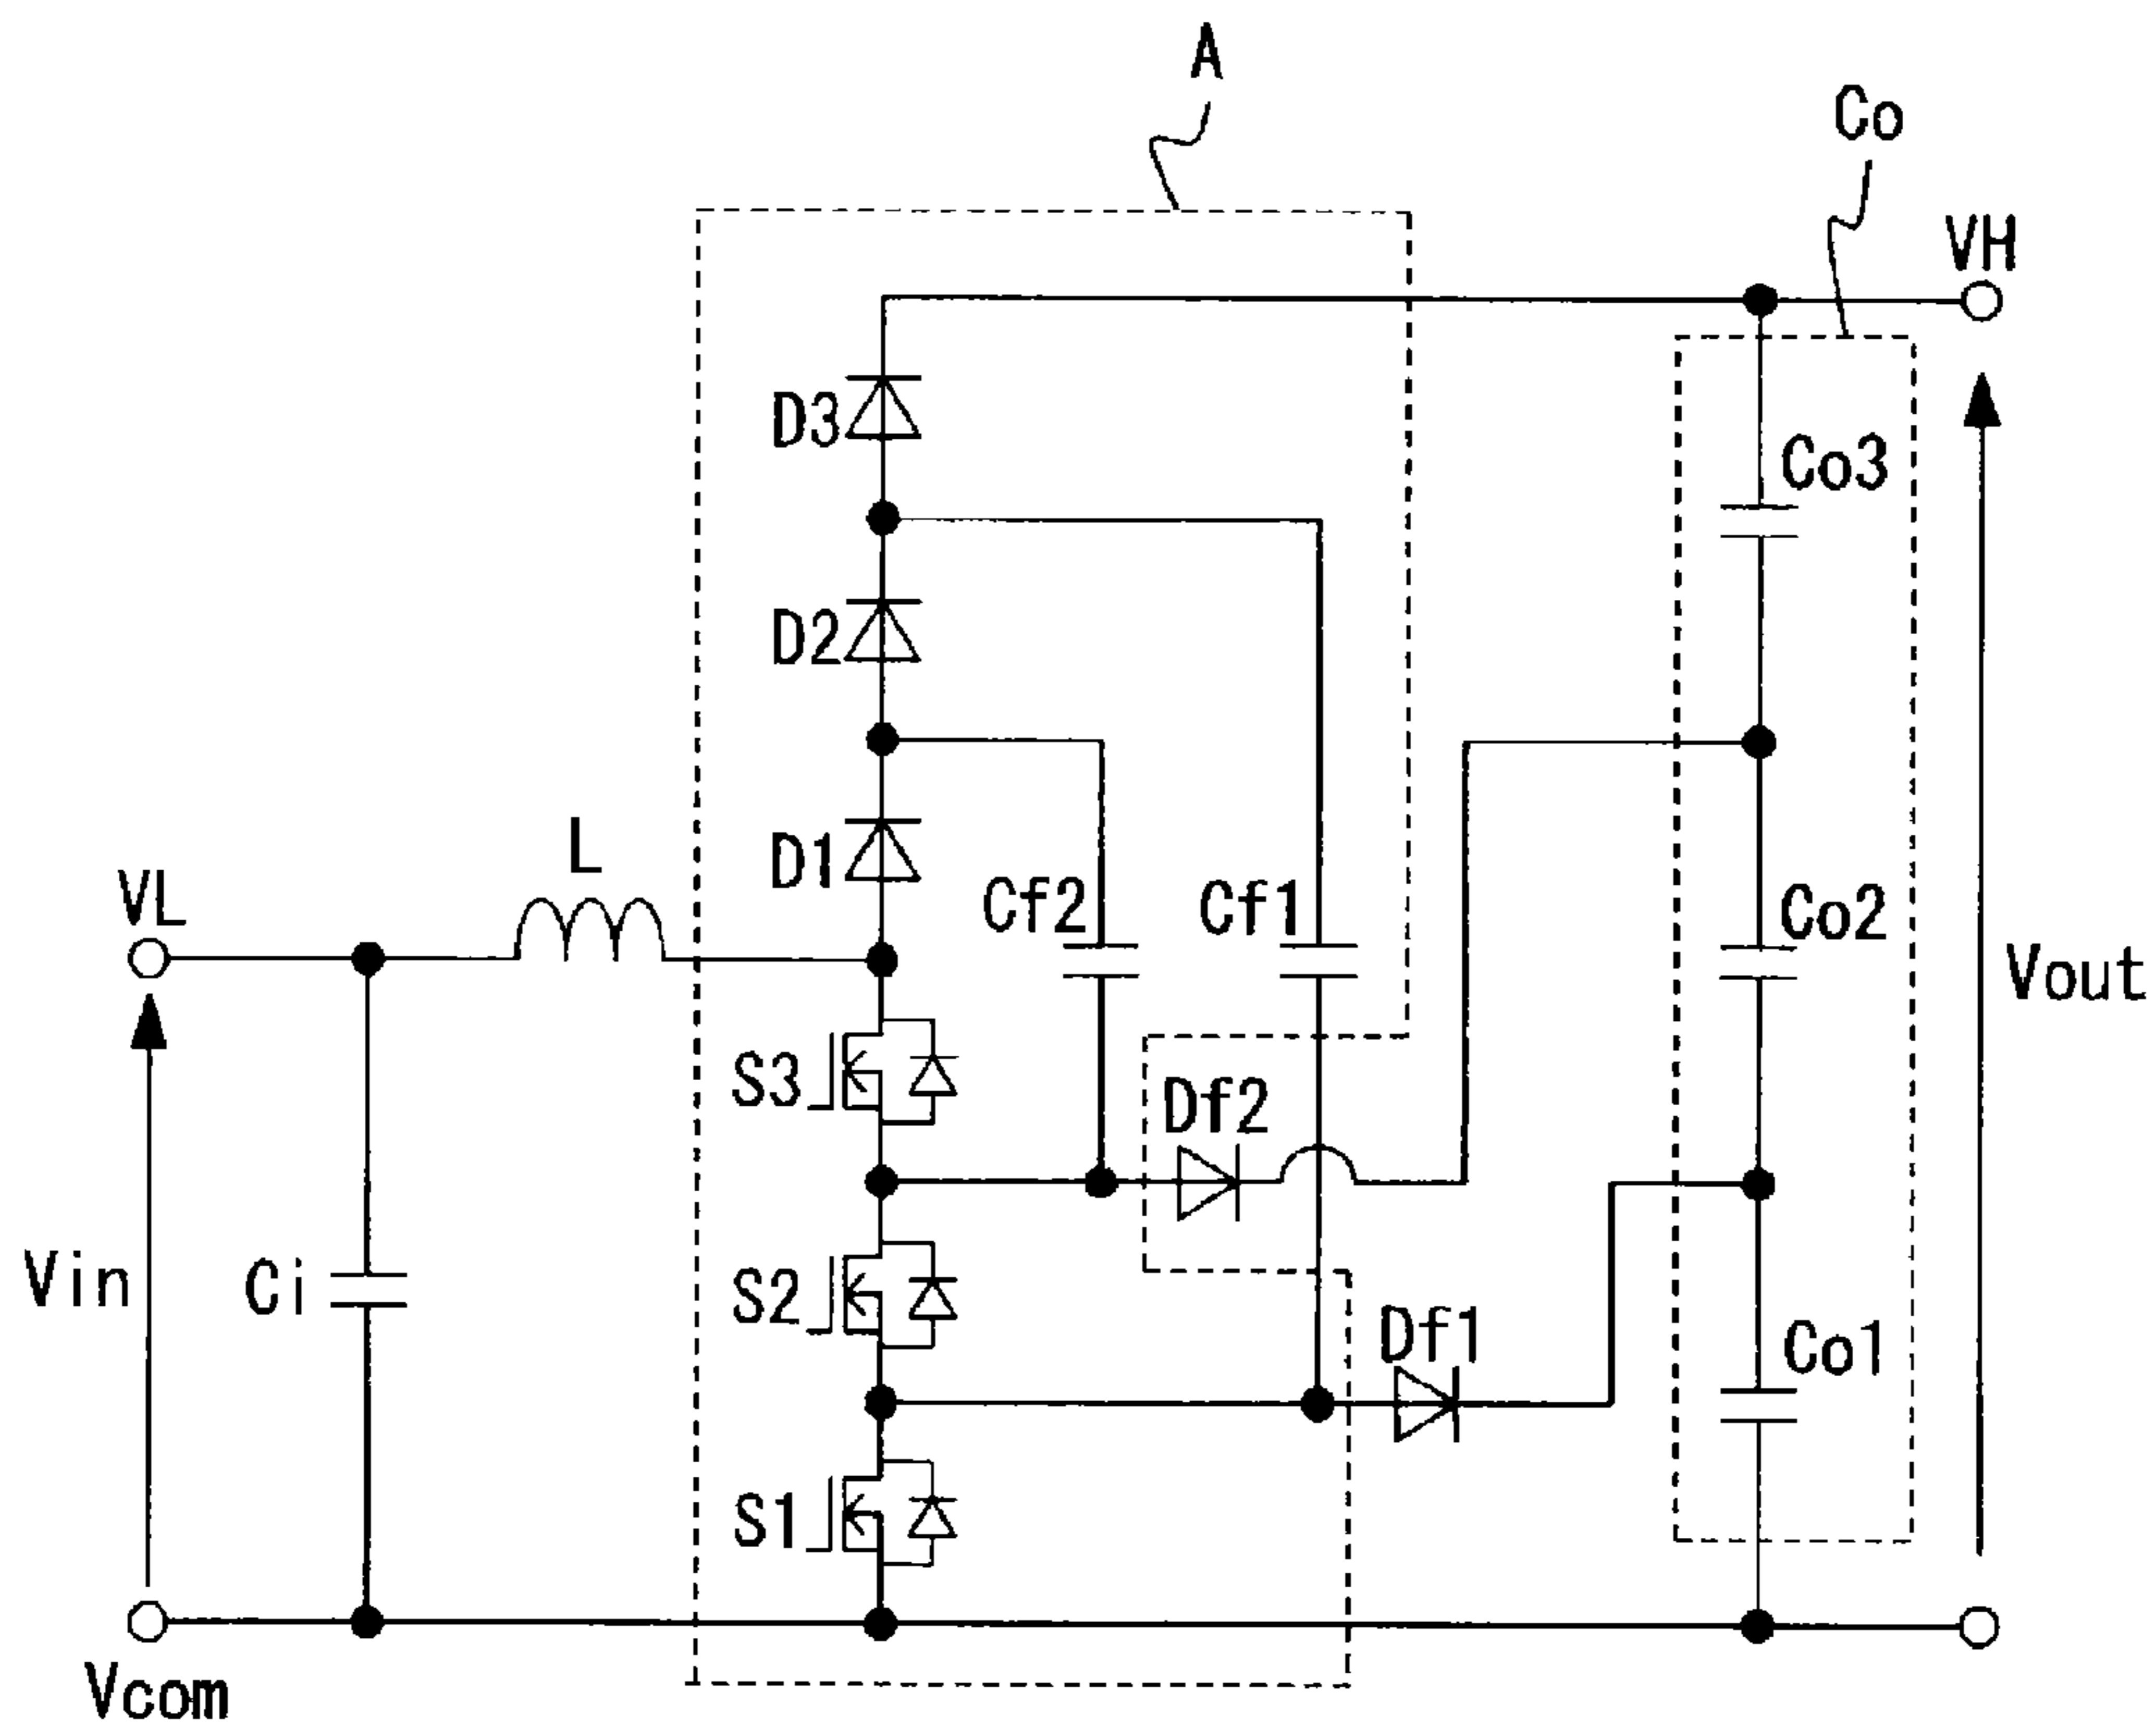 A
Co
VH
D3
Co3
D2
D1
L
VL
Cf2
Cf1
Co2
Vout
S3
Df2
Vin
Ci
S2
Df1
Co1
S1
Vcom